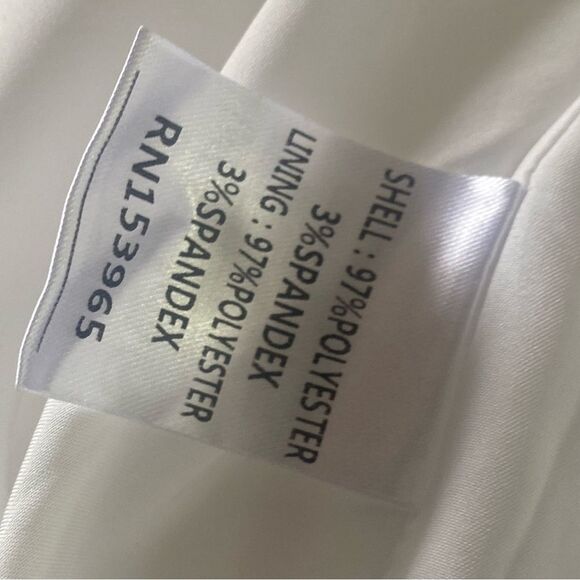 SHELL : 97%POLYESTER
3%SPANDEX
LINING : 97%POLYESTER
3%SPANDEX
RN153965